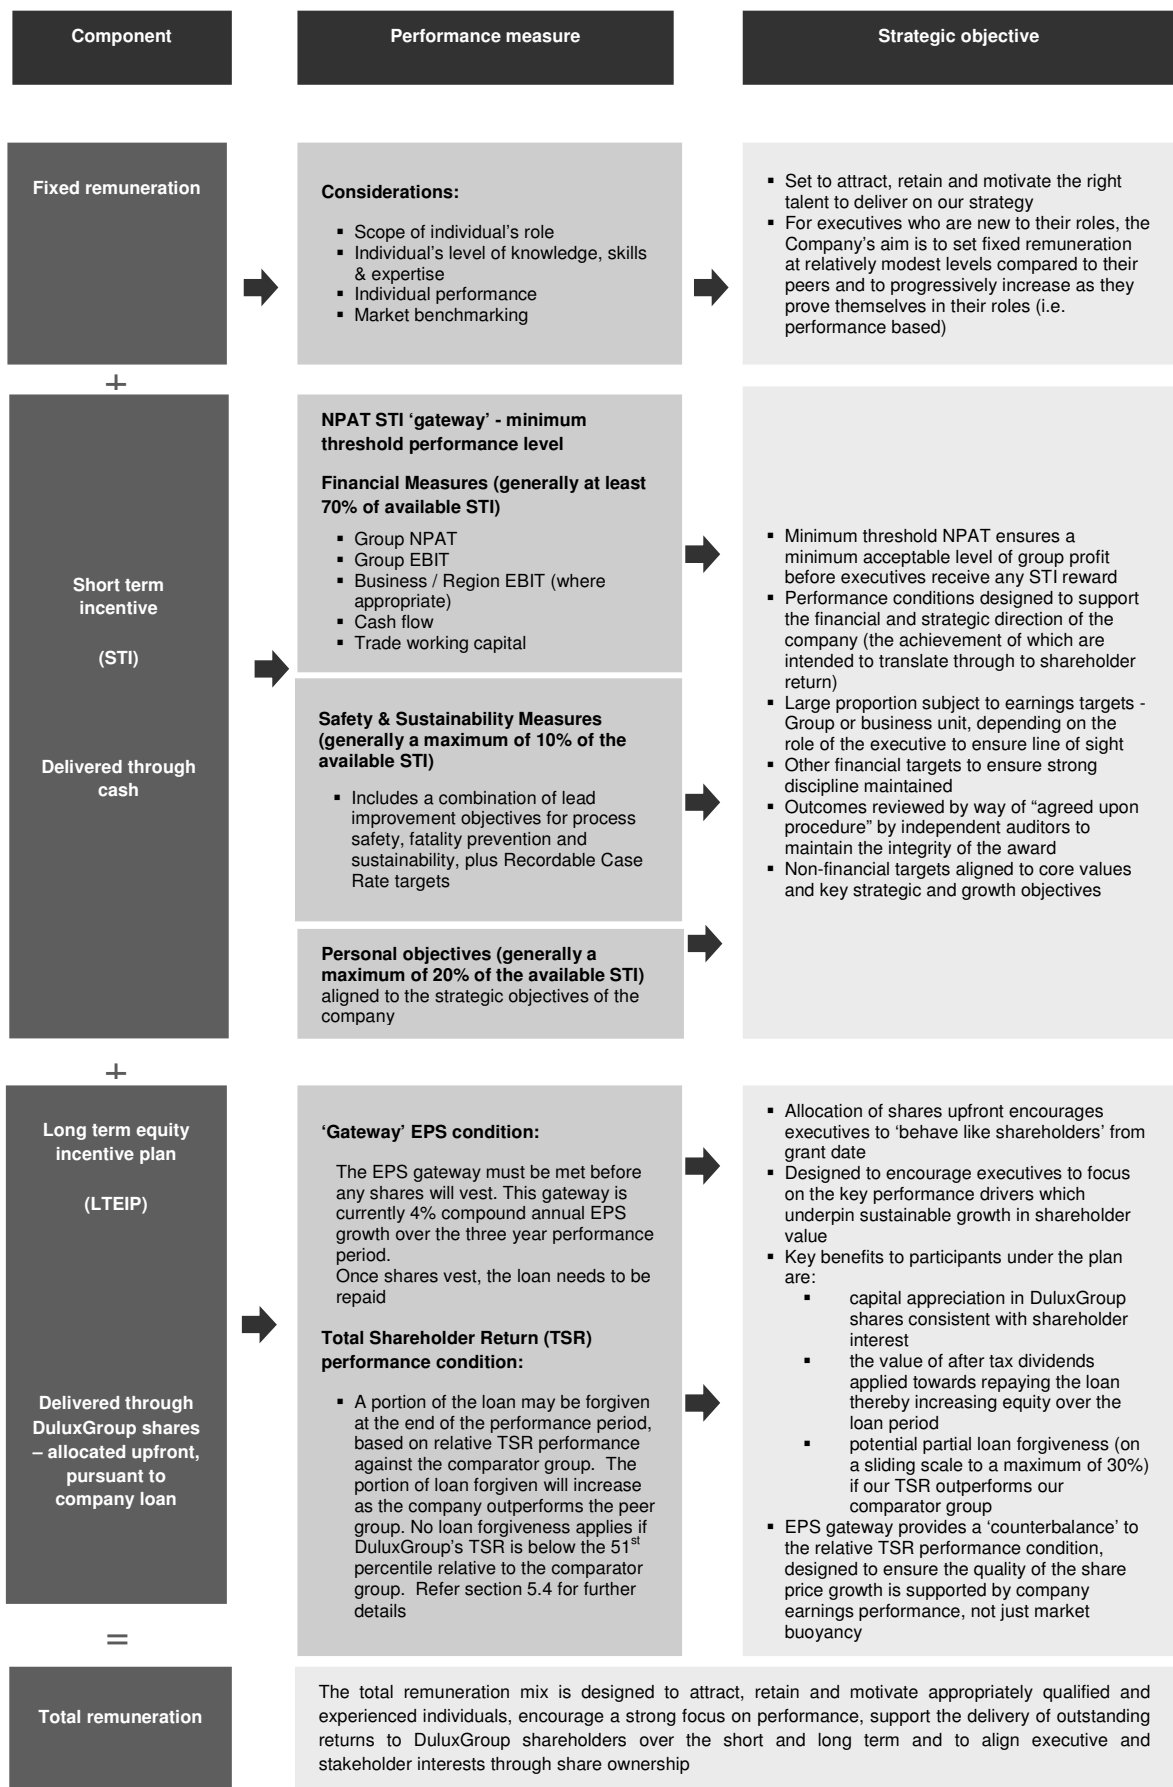 Component
Performance measure
Strategic objective
Fixed remuneration
Considerations:
▪ Scope of individual's role
▪ Individual's level of knowledge, skills
& expertise
▪ Individual performance
▪ Market benchmarking
▪ Set to attract, retain and motivate the right
talent to deliver on our strategy
▪ For executives who are new to their roles, the
Company's aim is to set fixed remuneration
at relatively modest levels compared to their
peers and to progressively increase as they
prove themselves in their roles (i.e.
performance based)
+
Short term
incentive
(STI)
Delivered through
cash
NPAT STI 'gateway' - minimum
threshold performance level
Financial Measures (generally at least
70% of available STI)
▪ Group NPAT
▪ Group EBIT
▪ Business / Region EBIT (where
appropriate)
▪ Cash flow
▪ Trade working capital
Safety & Sustainability Measures
(generally a maximum of 10% of the
available STI)
▪ Includes a combination of lead
improvement objectives for process
safety, fatality prevention and
sustainability, plus Recordable Case
Rate targets
Personal objectives (generally a
maximum of 20% of the available STI)
aligned to the strategic objectives of the
company
▪ Minimum threshold NPAT ensures a
minimum acceptable level of group profit
before executives receive any STI reward
▪ Performance conditions designed to support
the financial and strategic direction of the
company (the achievement of which are
intended to translate through to shareholder
return)
▪ Large proportion subject to earnings targets -
Group or business unit, depending on the
role of the executive to ensure line of sight
▪ Other financial targets to ensure strong
discipline maintained
▪ Outcomes reviewed by way of "agreed upon
procedure" by independent auditors to
maintain the integrity of the award
▪ Non-financial targets aligned to core values
and key strategic and growth objectives
+
Long term equity
incentive plan
(LTEIP)
Delivered through
DuluxGroup shares
– allocated upfront,
pursuant to
company loan
'Gateway' EPS condition:
The EPS gateway must be met before
any shares will vest. This gateway is
currently 4% compound annual EPS
growth over the three year performance
period.
Once shares vest, the loan needs to be
repaid
Total Shareholder Return (TSR)
performance condition:
▪ A portion of the loan may be forgiven
at the end of the performance period,
based on relative TSR performance
against the comparator group. The
portion of loan forgiven will increase
as the company outperforms the peer
group. No loan forgiveness applies if
DuluxGroup's TSR is below the 51st
percentile relative to the comparator
group. Refer section 5.4 for further
details
▪ Allocation of shares upfront encourages
executives to 'behave like shareholders' from
grant date
▪ Designed to encourage executives to focus
on the key performance drivers which
underpin sustainable growth in shareholder
value
▪ Key benefits to participants under the plan
are:
▪ capital appreciation in DuluxGroup
shares consistent with shareholder
interest
▪ the value of after tax dividends
applied towards repaying the loan
thereby increasing equity over the
loan period
▪ potential partial loan forgiveness (on
a sliding scale to a maximum of 30%)
if our TSR outperforms our
comparator group
▪ EPS gateway provides a 'counterbalance' to
the relative TSR performance condition,
designed to ensure the quality of the share
price growth is supported by company
earnings performance, not just market
buoyancy
=
Total remuneration
The total remuneration mix is designed to attract, retain and motivate appropriately qualified and
experienced individuals, encourage a strong focus on performance, support the delivery of outstanding
returns to DuluxGroup shareholders over the short and long term and to align executive and
stakeholder interests through share ownership